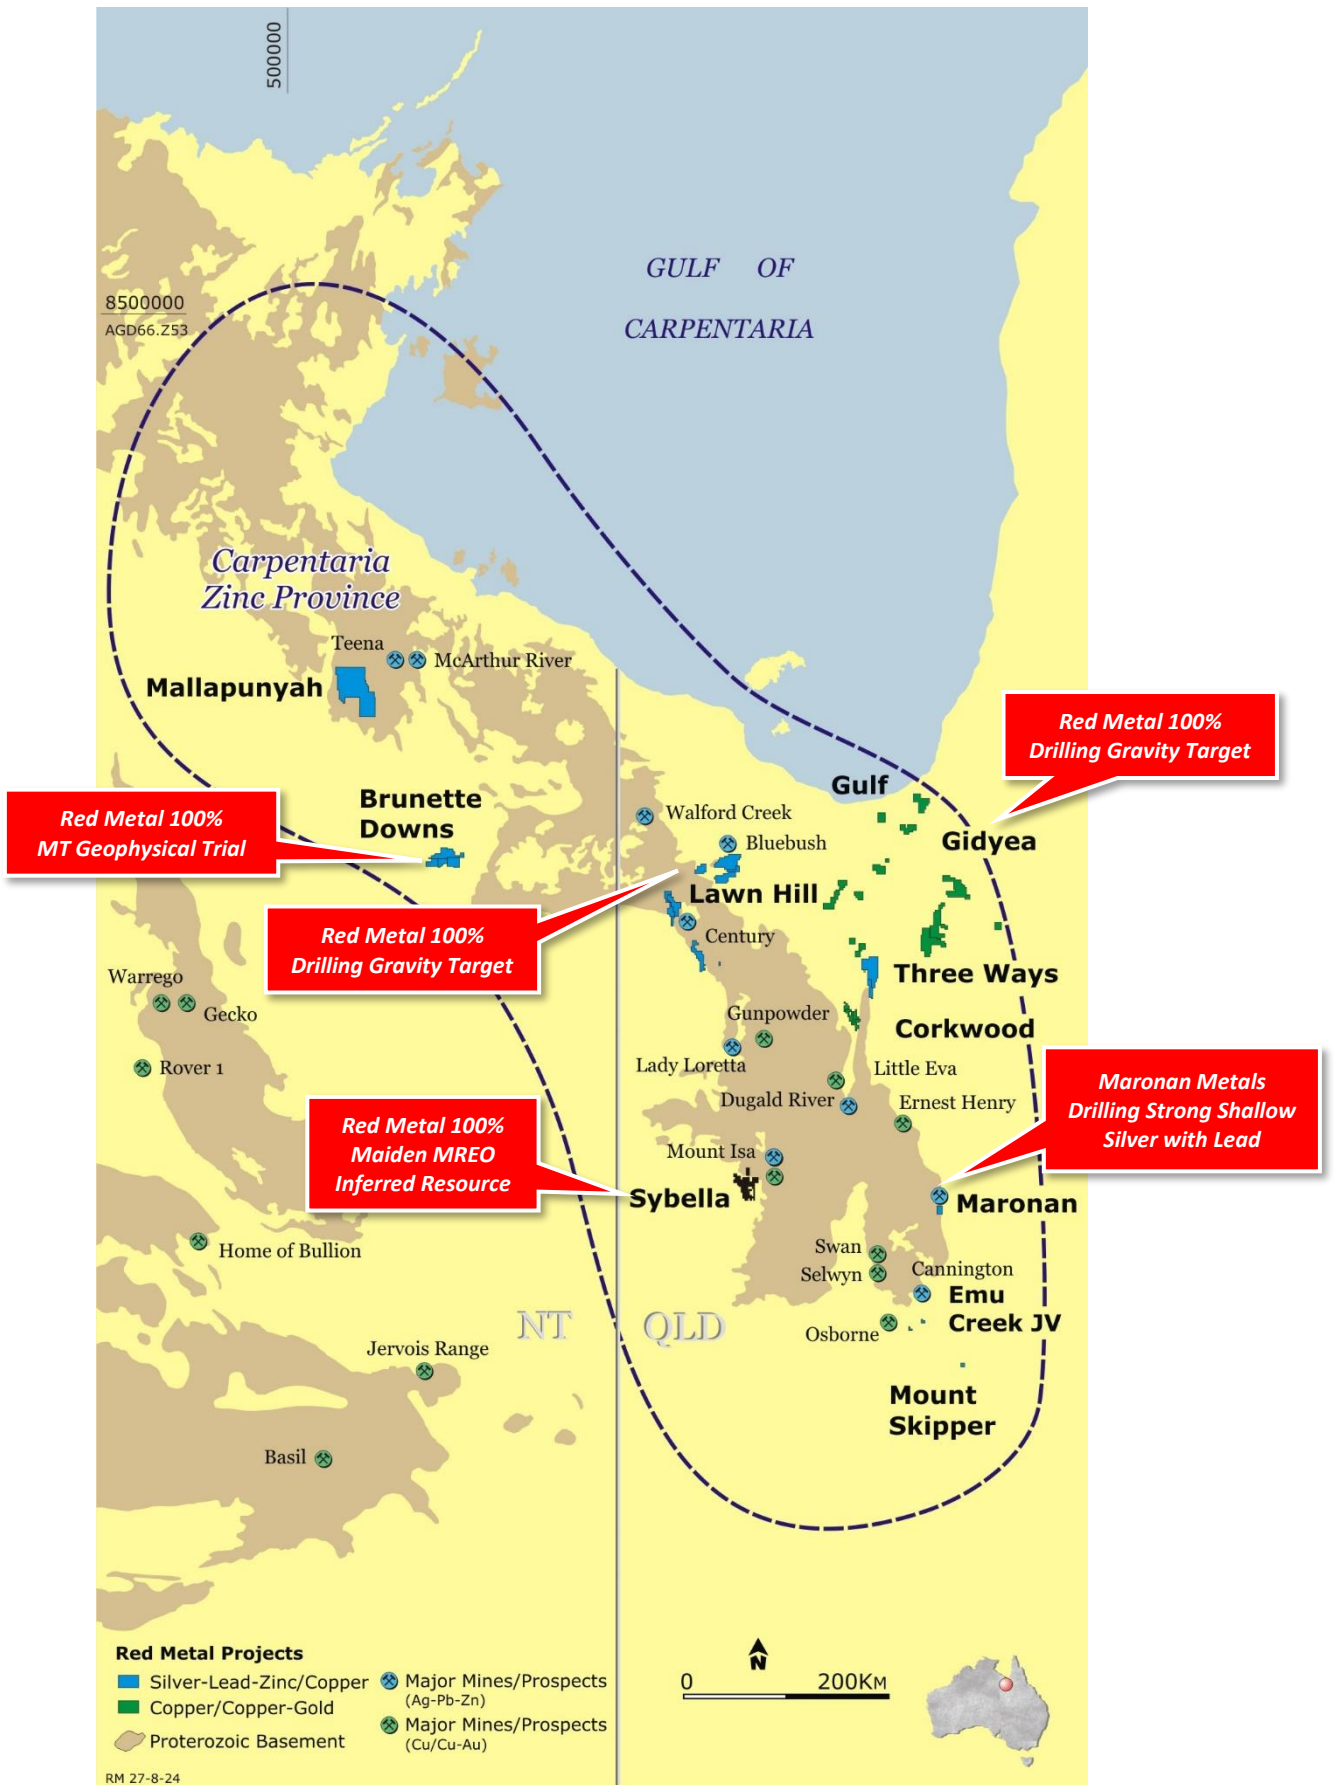 500000
GULF OF
CARPENTARIA
8500000
AGD66.Z53
Carpentaria
Zinc Province
Teena
McArthur River
Mallapunyah
Red Metal 100%
Drilling Gravity Target
Gulf
Brunette
Downs
Red Metal 100%
MT Geophysical Trial
Walford Creek
Bluebush
Gidyea
Lawn Hill
Red Metal 100%
Drilling Gravity Target
Century
Three Ways
Warrego
Gecko
Gunpowder
Corkwood
Rover 1
Lady Loretta
Little Eva
Dugald River
Ernest Henry
Maronan Metals
Drilling Strong Shallow
Silver with Lead
Red Metal 100%
Maiden MREO
Inferred Resource
Mount Isa
Sybella
Maronan
Home of Bullion
Swan
Selwyn
Cannington
Emu
Creek JV
NT
QLD
Osborne
Jervois Range
Mount
Skipper
Basil
Red Metal Projects
Silver-Lead-Zinc/Copper
Copper/Copper-Gold
Proterozoic Basement
Major Mines/Prospects
(Ag-Pb-Zn)
Major Mines/Prospects
(Cu/Cu-Au)
N
0 200KM
RM 27-8-24